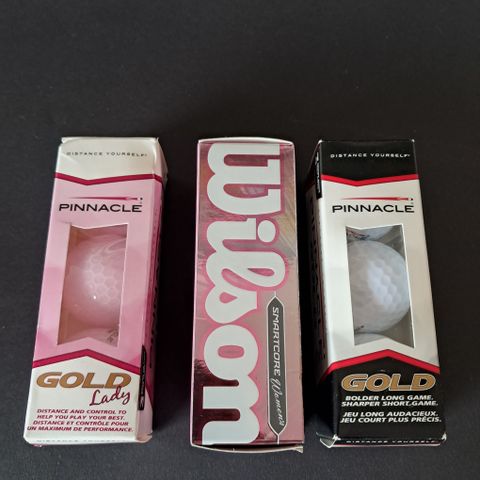 DISTANCE YOURSELF!
PINNACLE
GOLD
Lady
DISTANCE AND CONTROL TO
HELP YOU PLAY YOUR BEST.
DISTANCE ET CONTRÔLE POUR
UN MAXIMUM DE PERFORMANCE.
Wilson
SMARTCORE Women's
DISTANCE YOURSELF!
PINNACLE
GOLD
BOLDER LONG GAME.
SHARPER SHORT GAME.
JEU LONG AUDACIEUX.
JEU COURT PLUS PRÉCIS.